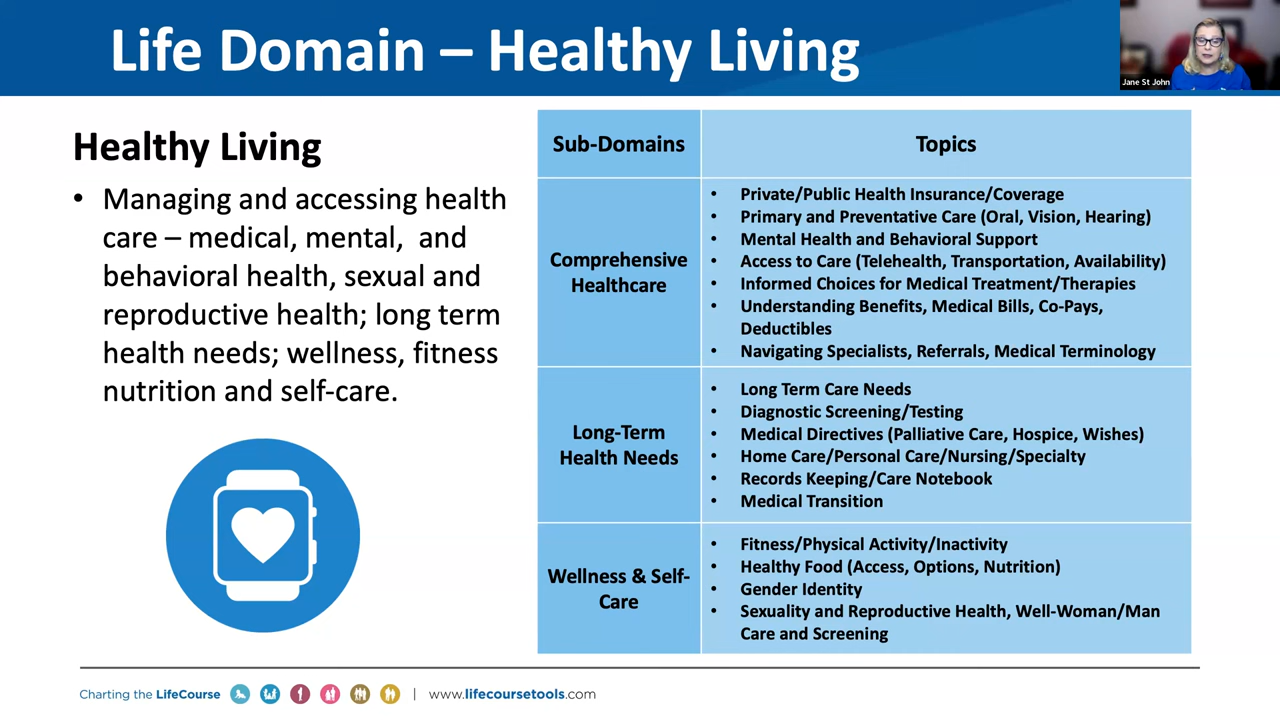 Life Domain – Healthy Living
Jane St John
Healthy Living
• Managing and accessing health
care – medical, mental, and
behavioral health, sexual and
reproductive health; long term
health needs; wellness, fitness
nutrition and self-care.
Sub-Domains
Topics
Comprehensive
Healthcare
• Private/Public Health Insurance/Coverage
• Primary and Preventative Care (Oral, Vision, Hearing)
• Mental Health and Behavioral Support
• Access to Care (Telehealth, Transportation, Availability)
• Informed Choices for Medical Treatment/Therapies
• Understanding Benefits, Medical Bills, Co-Pays,
Deductibles
• Navigating Specialists, Referrals, Medical Terminology
Long-Term
Health Needs
• Long Term Care Needs
• Diagnostic Screening/Testing
• Medical Directives (Palliative Care, Hospice, Wishes)
• Home Care/Personal Care/Nursing/Specialty
• Records Keeping/Care Notebook
• Medical Transition
Wellness & Self-
Care
• Fitness/Physical Activity/Inactivity
• Healthy Food (Access, Options, Nutrition)
• Gender Identity
• Sexuality and Reproductive Health, Well-Woman/Man
Care and Screening
Charting the LifeCourse | www.lifecoursetools.com